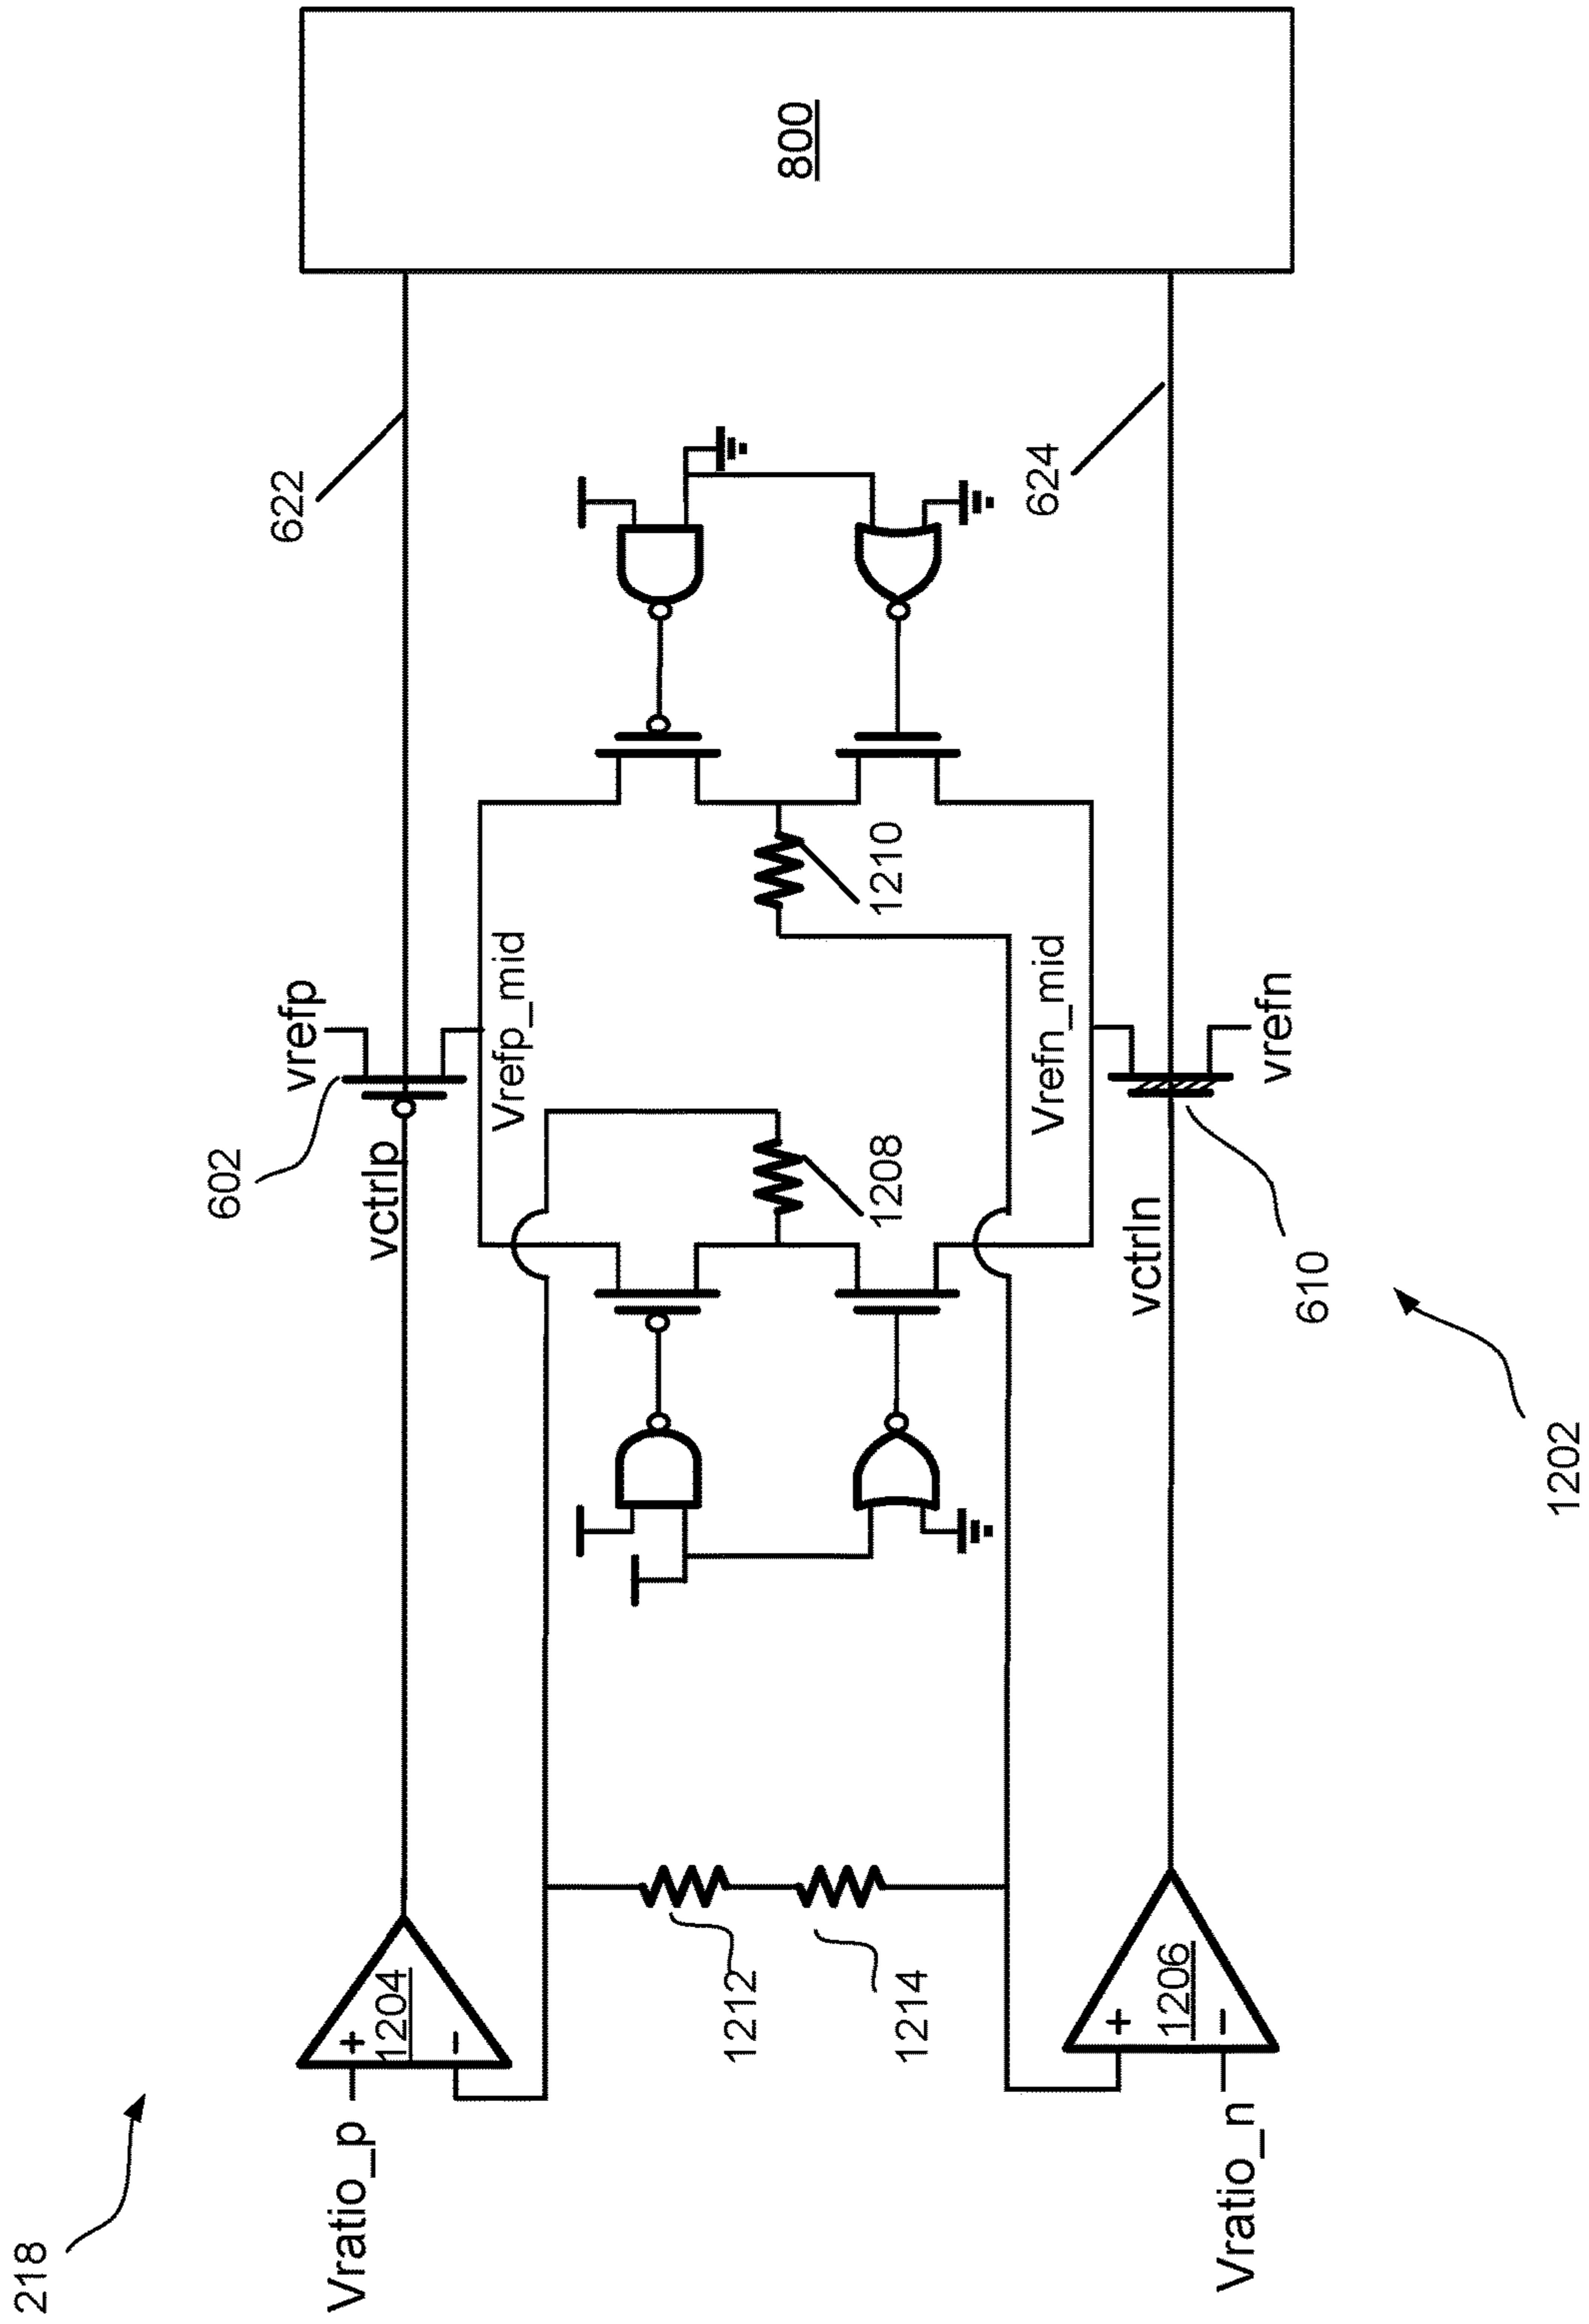 218
Vratio_p
+
1204
−
vctrlp
602
vrefp
622
800
Vrefp_mid
1212
1214
1208
1210
Vrefn_mid
624
+
1206
−
Vratio_n
vctrln
610
vrefn
1202